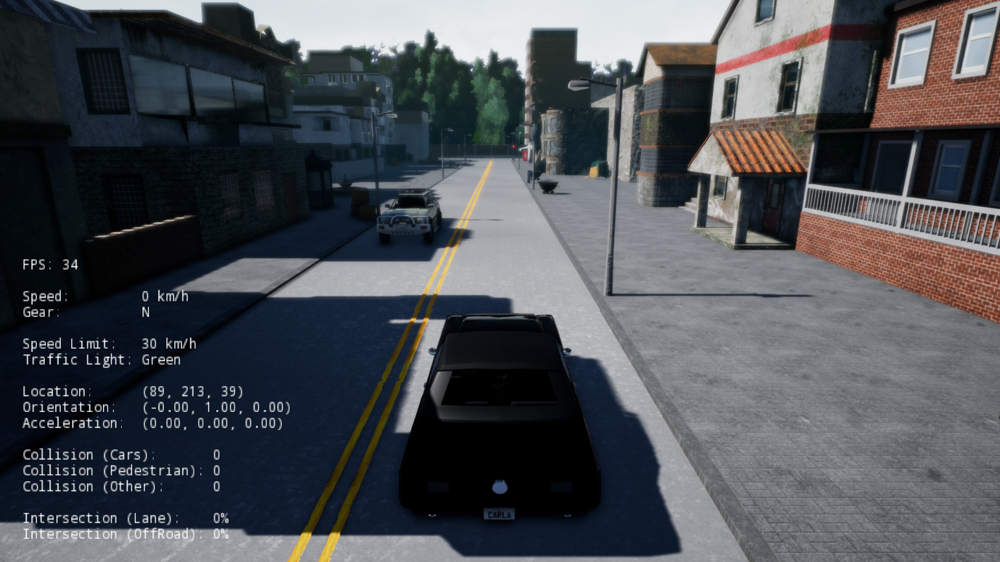 FPS: 34
Speed: 0 km/h
Gear: N
Speed Limit: 30 km/h
Traffic Light: Green
Location: (89, 213, 39)
Orientation: (-0.00, 1.00, 0.00)
Acceleration: (0.00, 0.00, 0.00)
Collision (Cars): 0
Collision (Pedestrian): 0
Collision (Other): 0
Intersection (Lane): 0%
Intersection (OffRoad): 0%
CARLA